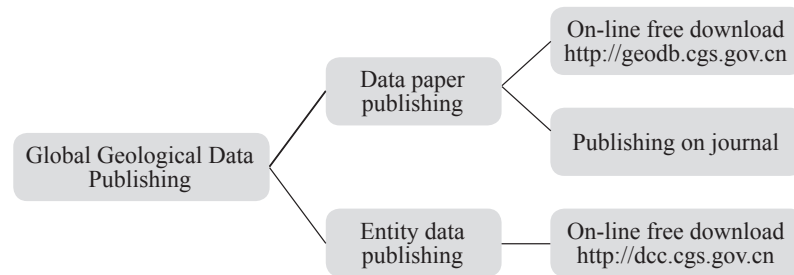 Global Geological Data
Publishing
Data paper
publishing
On-line free download
http://geodb.cgs.gov.cn
Publishing on journal
Entity data
publishing
On-line free download
http://dcc.cgs.gov.cn